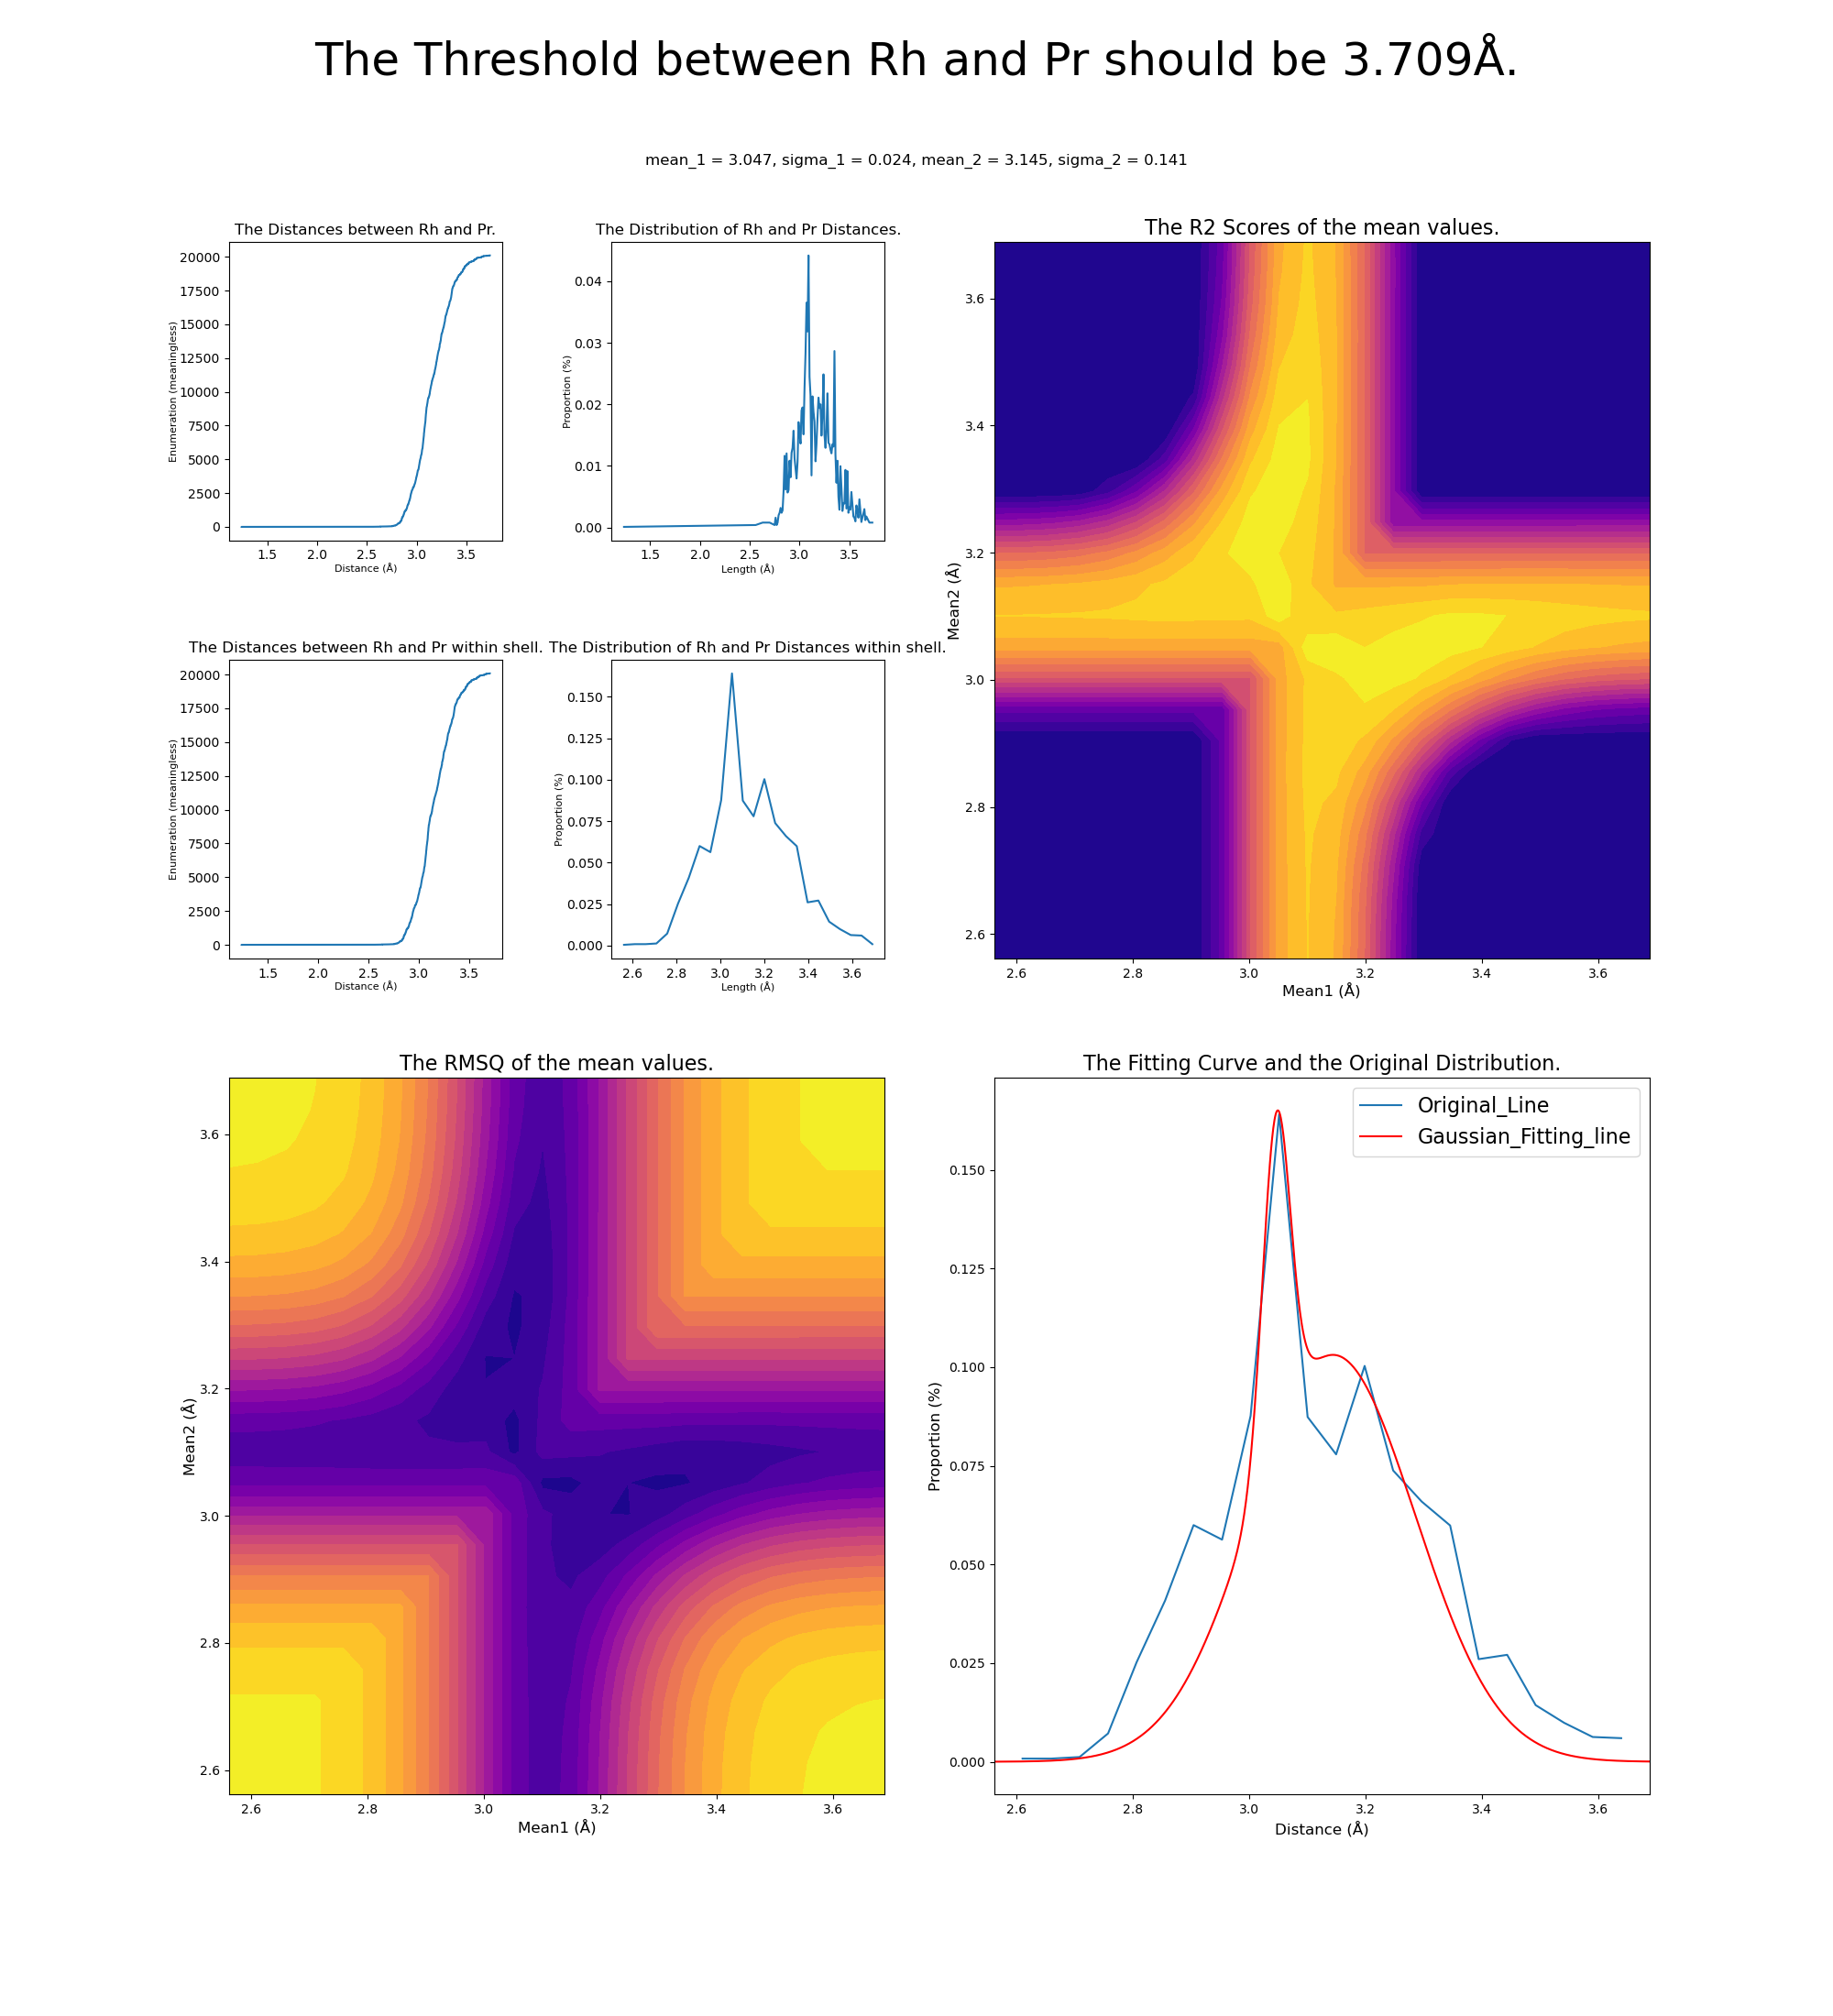 The Threshold between Rh and Pr should be 3.709Å.
mean_1 = 3.047, sigma_1 = 0.024, mean_2 = 3.145, sigma_2 = 0.141
The Distances between Rh and Pr.
20000
17500
15000
12500
10000
7500
5000
2500
0
Enumeration (meaningless)
1.5 2.0 2.5 3.0 3.5
Distance (Å)
The Distribution of Rh and Pr Distances.
0.04
0.03
0.02
0.01
0.00
Proportion (%)
1.5 2.0 2.5 3.0 3.5
Length (Å)
The R2 Scores of the mean values.
3.6
3.4
3.2
3.0
2.8
2.6
Mean2 (Å)
2.6 2.8 3.0 3.2 3.4 3.6
Mean1 (Å)
The Distances between Rh and Pr within shell.
20000
17500
15000
12500
10000
7500
5000
2500
0
Enumeration (meaningless)
1.5 2.0 2.5 3.0 3.5
Distance (Å)
The Distribution of Rh and Pr Distances within shell.
0.150
0.125
0.100
0.075
0.050
0.025
0.000
Proportion (%)
2.6 2.8 3.0 3.2 3.4 3.6
Length (Å)
The RMSQ of the mean values.
3.6
3.4
3.2
3.0
2.8
2.6
Mean2 (Å)
2.6 2.8 3.0 3.2 3.4 3.6
Mean1 (Å)
The Fitting Curve and the Original Distribution.
Original_Line
Gaussian_Fitting_line
0.150
0.125
0.100
0.075
0.050
0.025
0.000
Proportion (%)
2.6 2.8 3.0 3.2 3.4 3.6
Distance (Å)